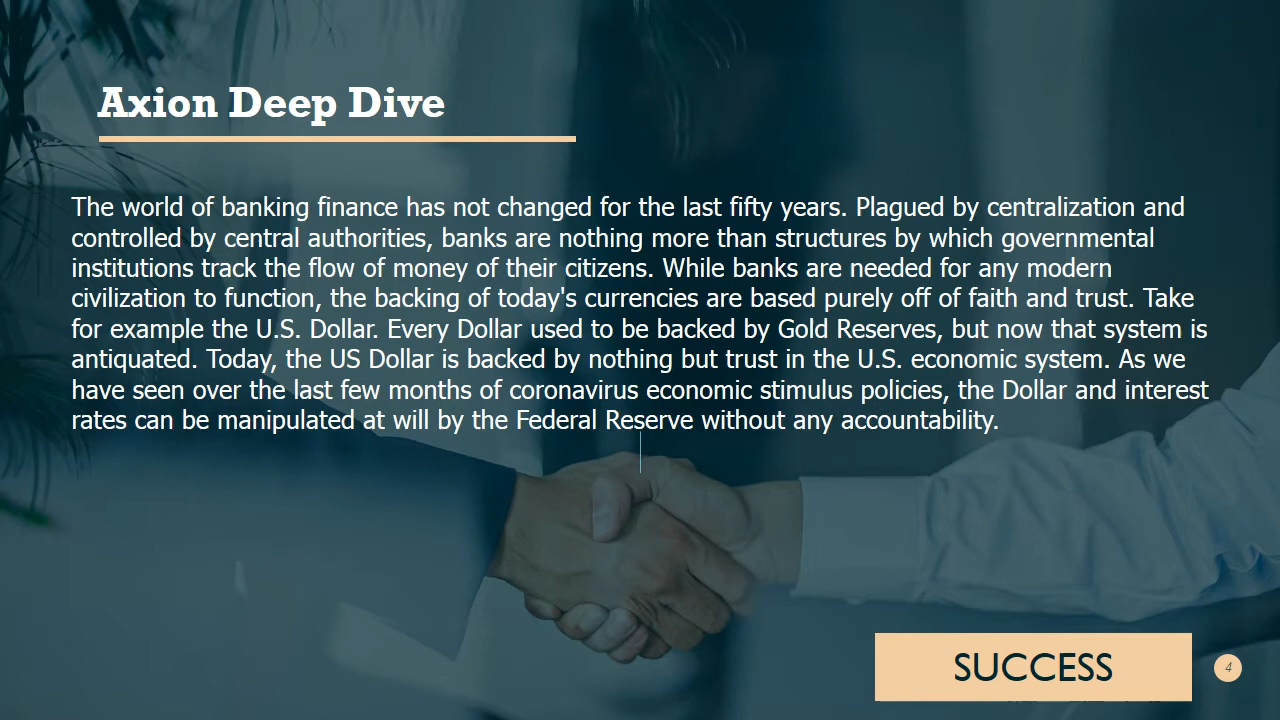 Axion Deep Dive
The world of banking finance has not changed for the last fifty years. Plagued by centralization and
controlled by central authorities, banks are nothing more than structures by which governmental
institutions track the flow of money of their citizens. While banks are needed for any modern
civilization to function, the backing of today's currencies are based purely off of faith and trust. Take
for example the U.S. Dollar. Every Dollar used to be backed by Gold Reserves, but now that system is
antiquated. Today, the US Dollar is backed by nothing but trust in the U.S. economic system. As we
have seen over the last few months of coronavirus economic stimulus policies, the Dollar and interest
rates can be manipulated at will by the Federal Reserve without any accountability.
SUCCESS
4